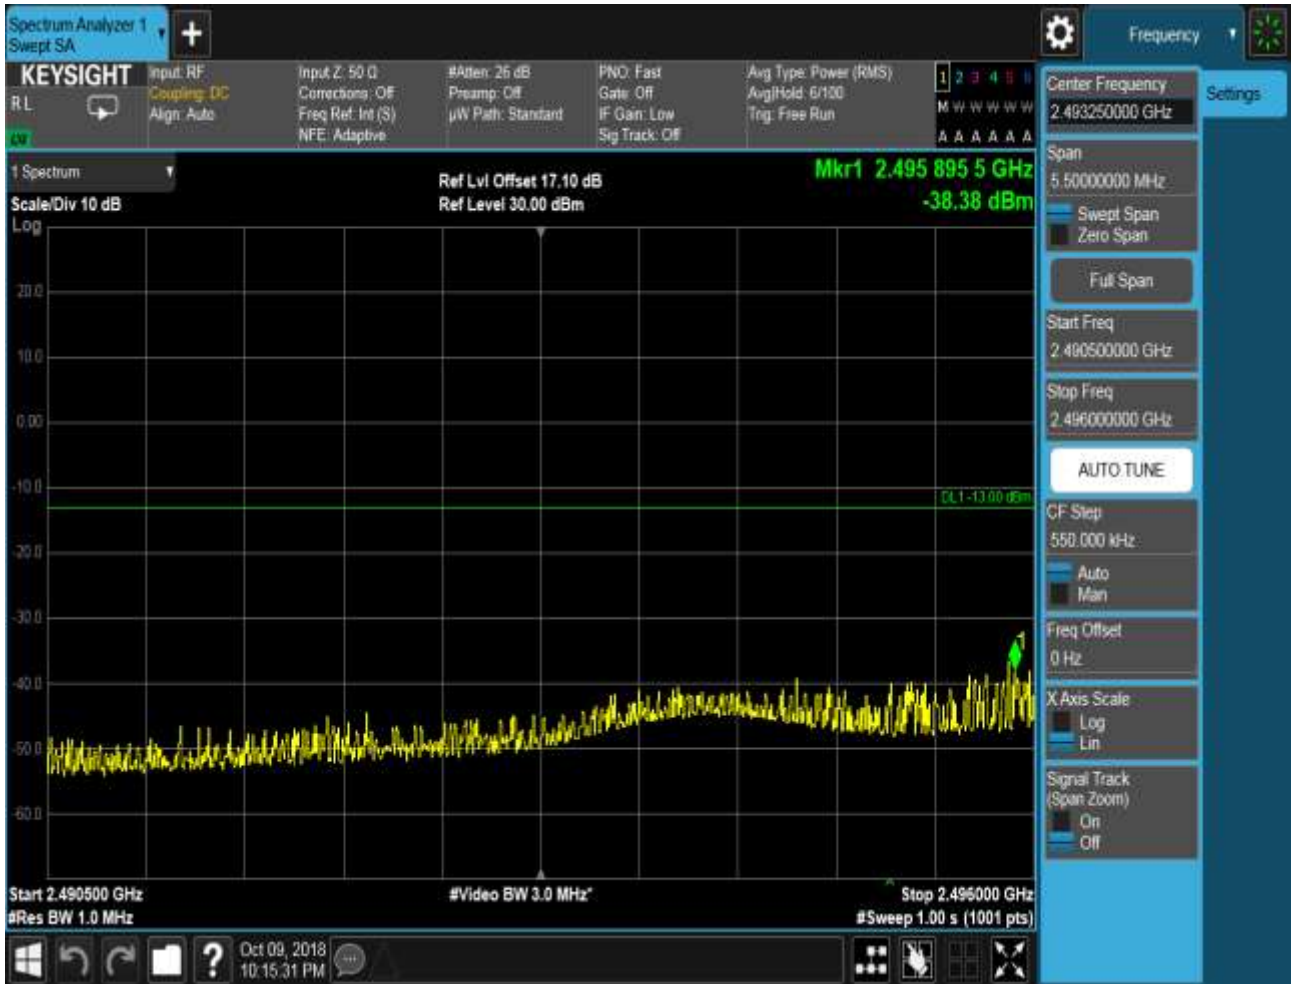 Spectrum Analyzer 1
Swept SA
+
Frequency
KEYSIGHT
R L
Input: RF
Coupling: DC
Align: Auto
Input Z: 50 Ω
Corrections: Off
Freq Ref: Int (S)
NFE: Adaptive
#Atten: 26 dB
Preamp: Off
µW Path: Standard
PNO: Fast
Gate: Off
IF Gain: Low
Sig Track: Off
Avg Type: Power (RMS)
Avg|Hold: 6/100
Trig: Free Run
1 2 3 4 5 6
M W W W W W
A A A A A A
1 Spectrum
Scale/Div 10 dB
Log
Ref Lvl Offset 17.10 dB
Ref Level 30.00 dBm
Mkr1 2.495 895 5 GHz
-38.38 dBm
20.0
10.0
0.00
-10.0
DL1 -13.00 dBm
-20.0
-30.0
1
-40.0
-50.0
-60.0
Start 2.490500 GHz
#Res BW 1.0 MHz
#Video BW 3.0 MHz*
Stop 2.496000 GHz
#Sweep 1.00 s (1001 pts)
Center Frequency
2.493250000 GHz
Settings
Span
5.50000000 MHz
Swept Span
Zero Span
Full Span
Start Freq
2.490500000 GHz
Stop Freq
2.496000000 GHz
AUTO TUNE
CF Step
550.000 kHz
Auto
Man
Freq Offset
0 Hz
X Axis Scale
Log
Lin
Signal Track
(Span Zoom)
On
Off
?
Oct 09, 2018
10:15:31 PM